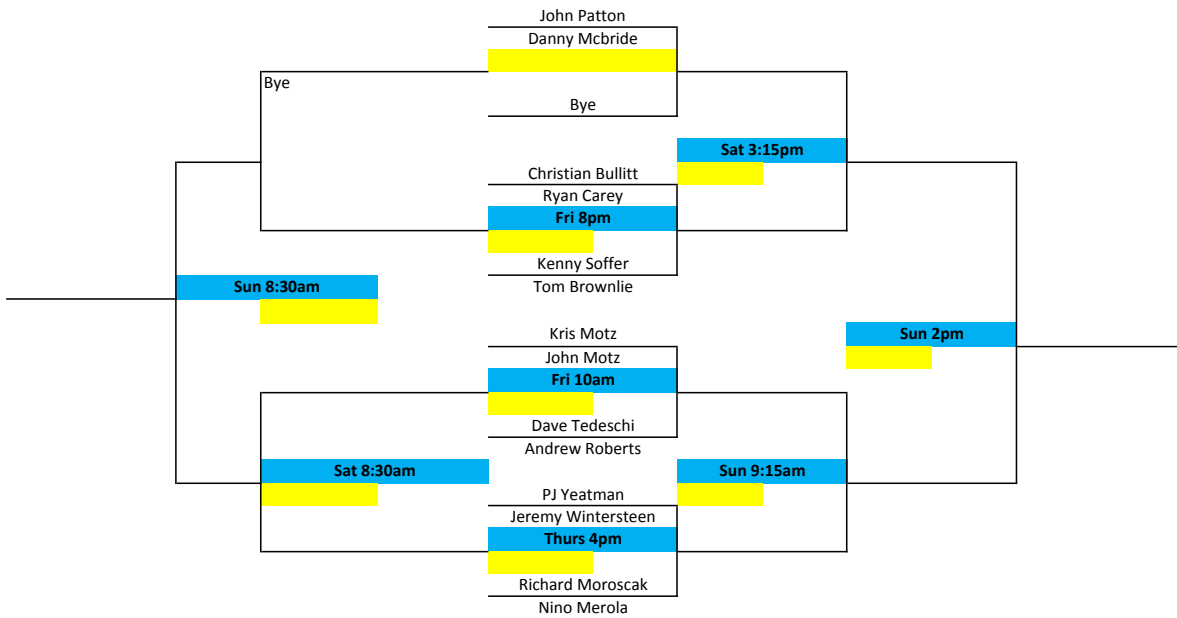 John Patton
Danny Mcbride
Bye
Bye
Sat 3:15pm
Christian Bullitt
Ryan Carey
Fri 8pm
Kenny Soffer
Tom Brownlie
Sun 8:30am
Kris Motz
Sun 2pm
John Motz
Fri 10am
Dave Tedeschi
Andrew Roberts
Sat 8:30am
Sun 9:15am
PJ Yeatman
Jeremy Wintersteen
Thurs 4pm
Richard Moroscak
Nino Merola